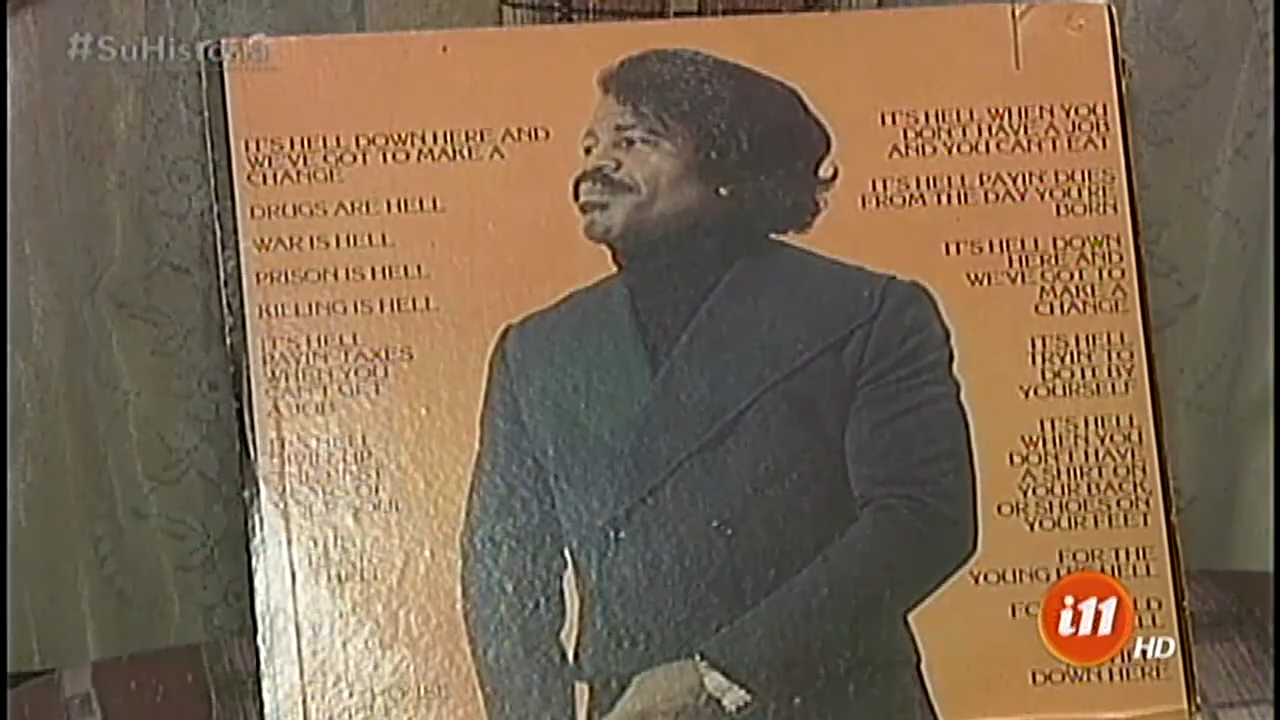 #SuHistoria
IT'S HELL DOWN HERE AND
WE'VE GOT TO MAKE A
CHANGE
DRUGS ARE HELL
WAR IS HELL
PRISON IS HELL
KILLING IS HELL
IT'S HELL
PAYIN' TAXES
WHEN YOU
CAN'T GET
A JOB
IT'S HELL
HELL
IT'S HELL WHEN YOU
DON'T HAVE A JOB
AND YOU CAN'T EAT
IT'S HELL PAYIN' DUES
FROM THE DAY YOU'RE
BORN
IT'S HELL DOWN
HERE AND
WE'VE GOT TO
MAKE A
CHANGE
IT'S HELL
TRYIN' TO
DO IT BY
YOURSELF
IT'S HELL
WHEN YOU
DON'T HAVE
A SHIRT ON
YOUR BACK
OR SHOES ON
YOUR FEET
FOR THE
YOUNG IT'S HELL
DOWN HERE
i11
HD